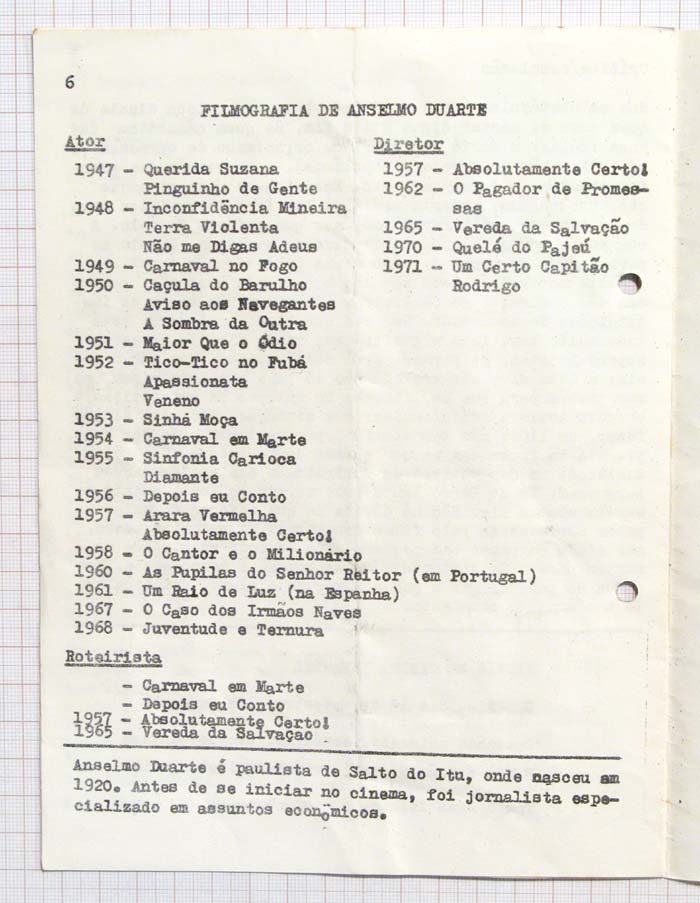 6
FILMOGRAFIA DE ANSELMO DUARTE
Ator
1947 - Querida Suzana
Pinguinho de Gente
1948 - Inconfidência Mineira
Terra Violenta
Não me Digas Adeus
1949 - Carnaval no Fogo
1950 - Caçula do Barulho
Aviso aos Navegantes
A Sombra da Outra
1951 - Maior Que o Ódio
1952 - Tico-Tico no Fubá
Apassionata
Veneno
1953 - Sinhá Moça
1954 - Carnaval em Marte
1955 - Sinfonia Carioca
Diamante
1956 - Depois eu Conto
1957 - Arara Vermelha
Absolutamente Certo!
1958 - O Cantor e o Milionário
1960 - As Pupilas do Senhor Reitor (em Portugal)
1961 - Um Raio de Luz (na Espanha)
1967 - O Caso dos Irmãos Naves
1968 - Juventude e Ternura
Diretor
1957 - Absolutamente Certo!
1962 - O Pagador de Promes-
sas
1965 - Vereda da Salvação
1970 - Quelé do Pajeú
1971 - Um Certo Capitão
Rodrigo
Roteirista
- Carnaval em Marte
- Depois eu Conto
1957 - Absolutamente Certo!
1965 - Vereda da Salvaçao
Anselmo Duarte é paulista de Salto do Itu, onde nasceu em
1920. Antes de se iniciar no cinema, foi jornalista espe-
cializado em assuntos econômicos.